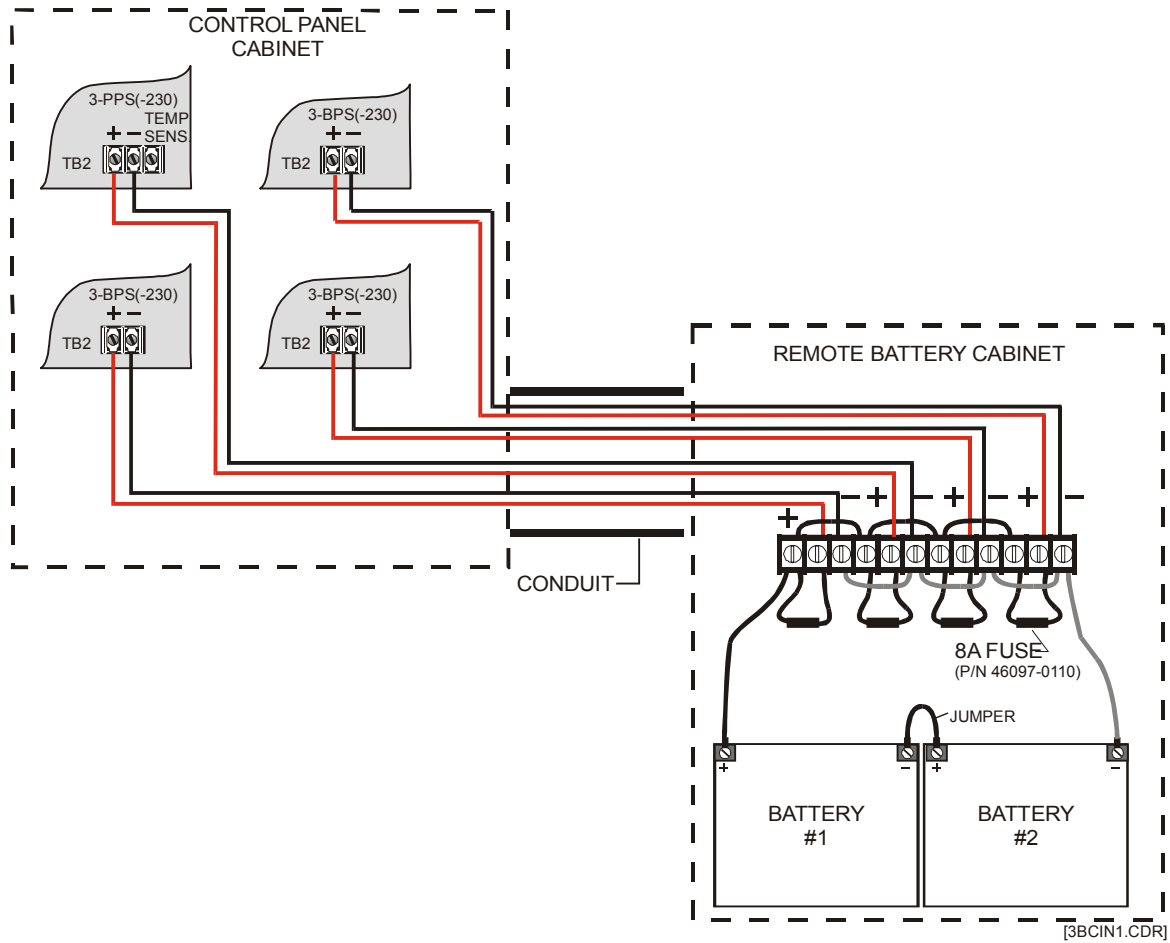 CONTROL PANEL
CABINET
3-PPS(-230)
TEMP
+ − SENS.
TB2
3-BPS(-230)
+ −
TB2
3-BPS(-230)
+ −
TB2
3-BPS(-230)
+ −
TB2
REMOTE BATTERY CABINET
+ − + − + − + −
CONDUIT
8A FUSE
(P/N 46097-0110)
JUMPER
+ − + −
BATTERY
#1
BATTERY
#2
[3BCIN1.CDR]